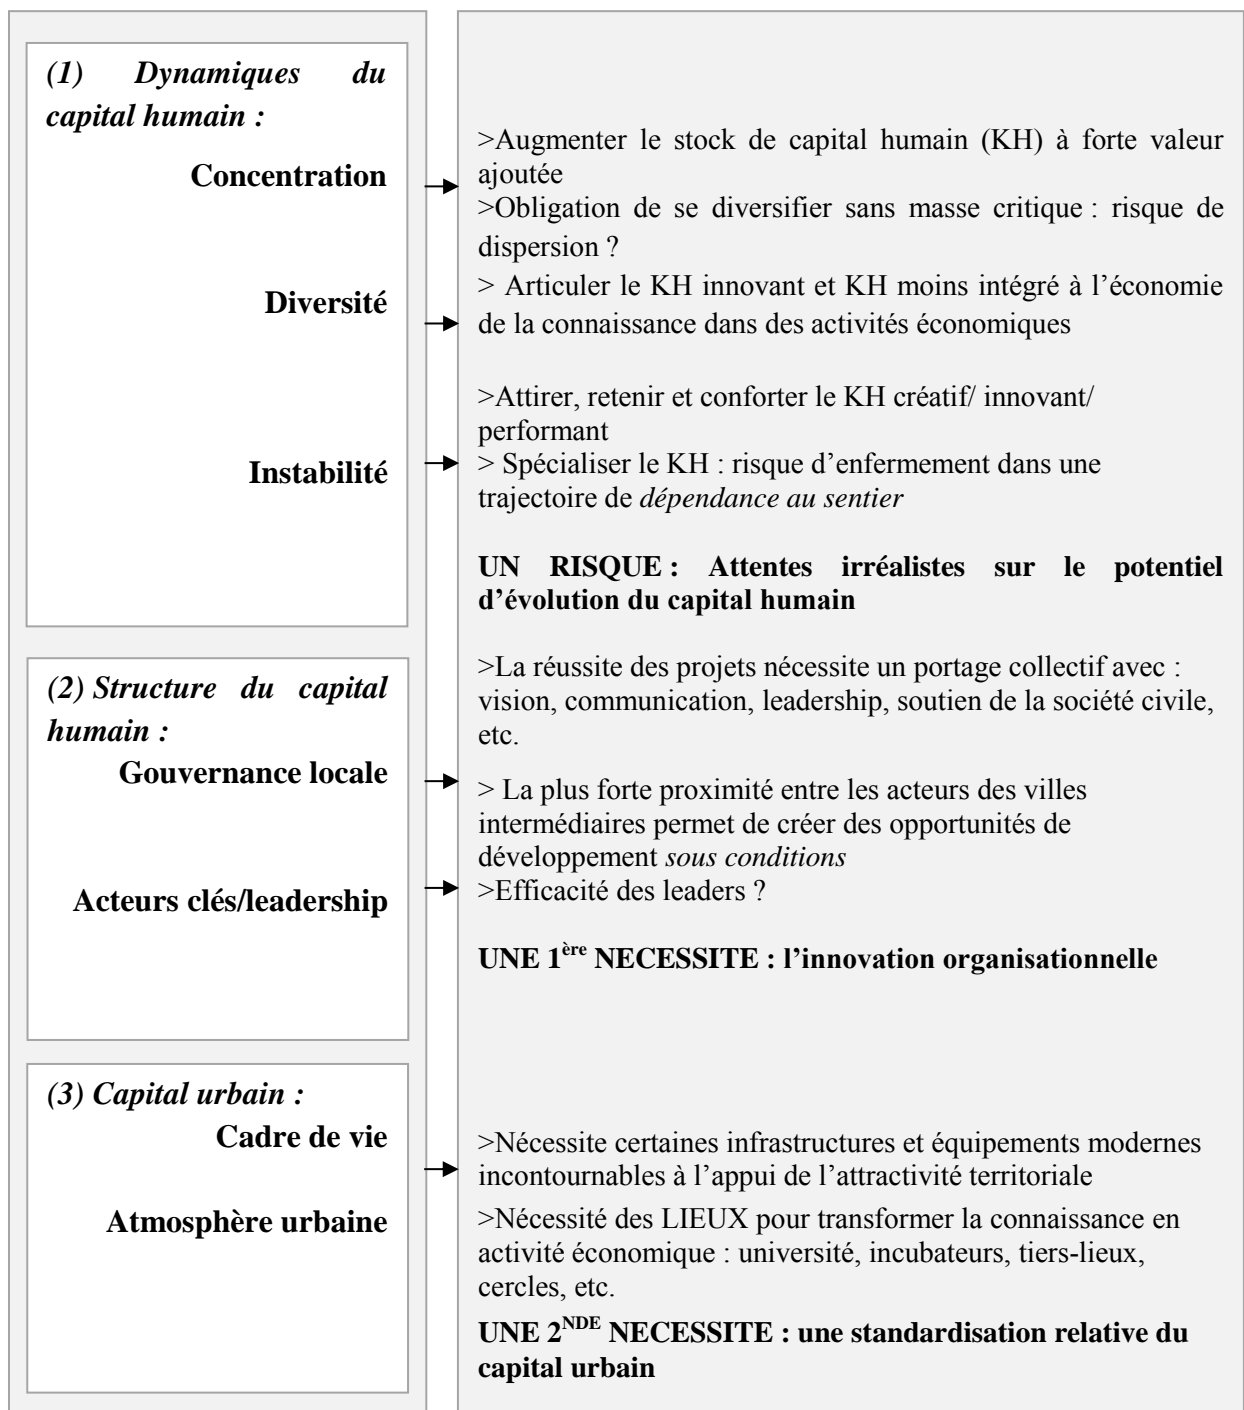 (1) Dynamiques du
capital humain :
Concentration
Diversité
Instabilité
>Augmenter le stock de capital humain (KH) à forte valeur
ajoutée
>Obligation de se diversifier sans masse critique : risque de
dispersion ?
> Articuler le KH innovant et KH moins intégré à l’économie
de la connaissance dans des activités économiques
>Attirer, retenir et conforter le KH créatif/ innovant/
performant
> Spécialiser le KH : risque d’enfermement dans une
trajectoire de dépendance au sentier
UN RISQUE : Attentes irréalistes sur le potentiel
d’évolution du capital humain
(2) Structure du capital
humain :
Gouvernance locale
Acteurs clés/leadership
>La réussite des projets nécessite un portage collectif avec :
vision, communication, leadership, soutien de la société civile,
etc.
> La plus forte proximité entre les acteurs des villes
intermédiaires permet de créer des opportunités de
développement sous conditions
>Efficacité des leaders ?
UNE 1ère NECESSITE : l’innovation organisationnelle
(3) Capital urbain :
Cadre de vie
Atmosphère urbaine
>Nécessite certaines infrastructures et équipements modernes
incontournables à l’appui de l’attractivité territoriale
>Nécessité des LIEUX pour transformer la connaissance en
activité économique : université, incubateurs, tiers-lieux,
cercles, etc.
UNE 2NDE NECESSITE : une standardisation relative du
capital urbain